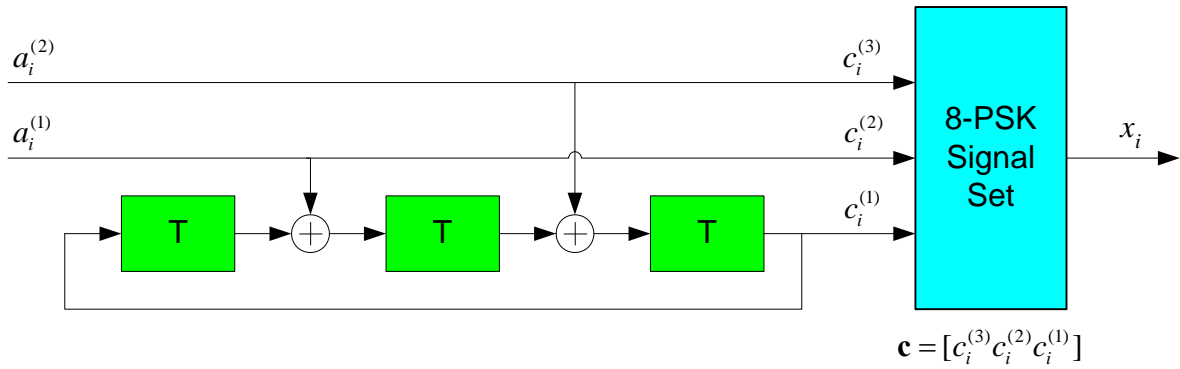 a_i^{(2)}
c_i^{(3)}
a_i^{(1)}
c_i^{(2)}
8-PSK
Signal
Set
x_i
T
+
T
+
T
c_i^{(1)}
c = [c_i^{(3)} c_i^{(2)} c_i^{(1)}]